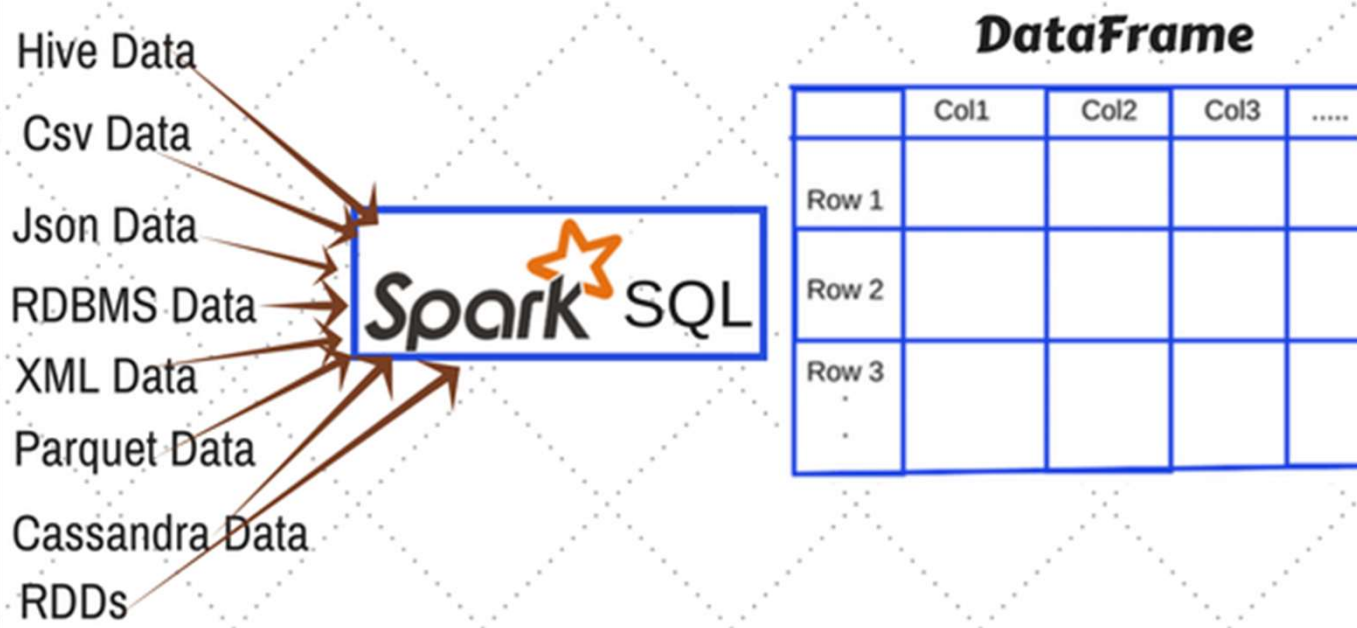 Hive Data
Csv Data
Json Data
RDBMS Data
XML Data
Parquet Data
Cassandra Data
RDDs
Spark SQL
DataFrame
Col1 Col2 Col3 .....
Row 1
Row 2
Row 3
.
.